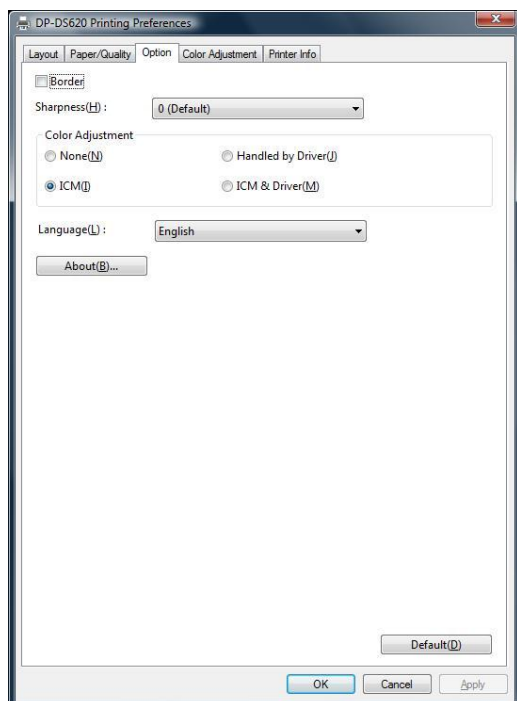 DP-DS620 Printing Preferences
Layout Paper/Quality Option Color Adjustment Printer Info
Border
Sharpness(H) : 0 (Default)
Color Adjustment
None(N) Handled by Driver(J)
ICM(I) ICM & Driver(M)
Language(L) : English
About(B)...
Default(D)
OK Cancel Apply